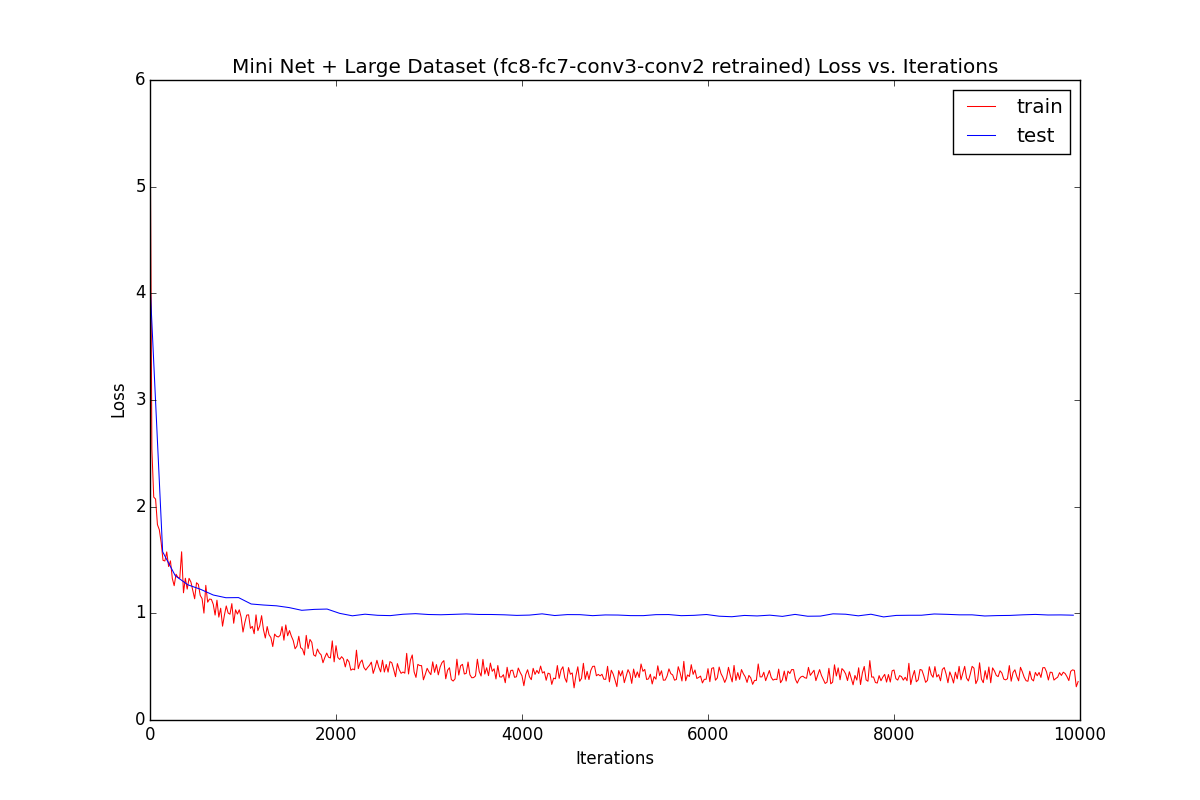 Mini Net + Large Dataset (fc8-fc7-conv3-conv2 retrained) Loss vs. Iterations
6
train
test
5
4
3
Loss
2
1
0
0 2000 4000 6000 8000 10000
Iterations